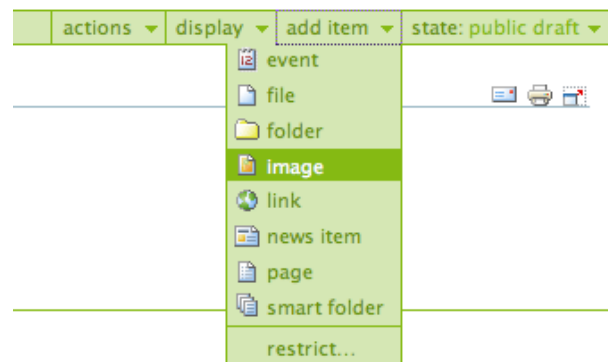 actions display add item state: public draft
event
file
folder
image
link
news item
page
smart folder
restrict...